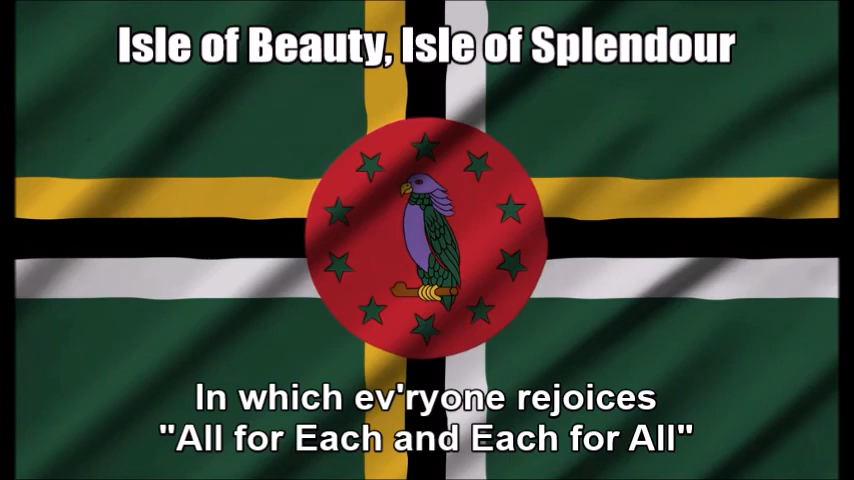 Isle of Beauty, Isle of Splendour
In which ev'ryone rejoices
"All for Each and Each for All"